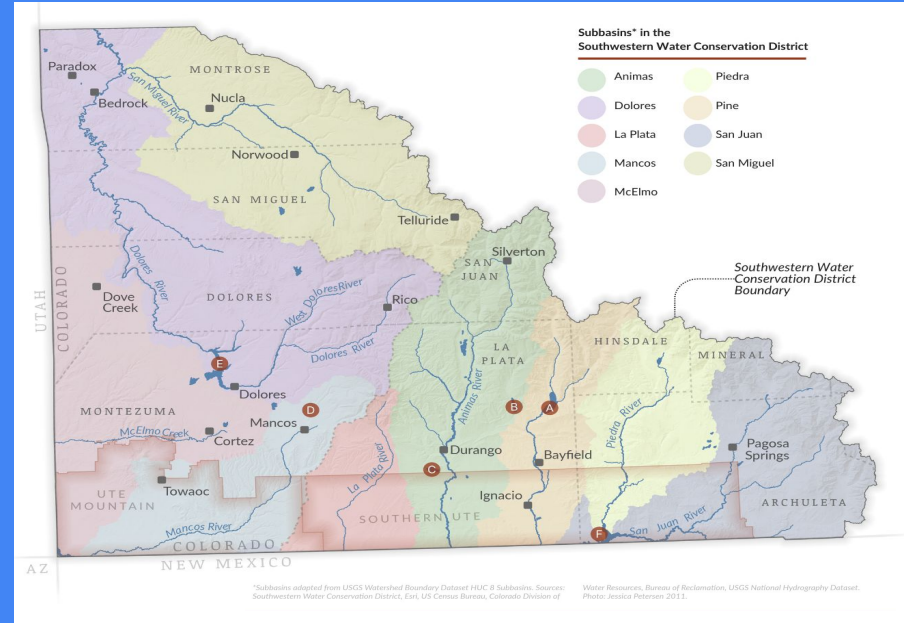 Subbasins* in the
Southwestern Water Conservation District
Animas
Piedra
Dolores
Pine
La Plata
San Juan
Mancos
San Miguel
McElmo
Paradox
Bedrock
San Miguel River
MONTROSE
Nucla
Norwood
SAN MIGUEL
Telluride
Silverton
SAN
JUAN
Southwestern Water
Conservation District
Boundary
UTAH
COLORADO
Dolores River
Dove
Creek
DOLORES
West Dolores River
Rico
Dolores River
LA
PLATA
HINSDALE
MINERAL
E
Dolores
Animas River
B
A
Piedra River
MONTEZUMA
D
Mancos
McElmo Creek
Cortez
La Plata River
Durango
C
Bayfield
Pagosa
Springs
UTE
MOUNTAIN
Towaoc
Ignacio
ARCHULETA
Mancos River
SOUTHERN UTE
F
San Juan River
COLORADO
NEW MEXICO
AZ
*Subbasins adapted from USGS Watershed Boundary Dataset HUC 8 Subbasins. Sources:
Southwestern Water Conservation District, Esri, US Census Bureau, Colorado Division of
Water Resources, Bureau of Reclamation, USGS National Hydrography Dataset.
Photo: Jessica Petersen 2011.